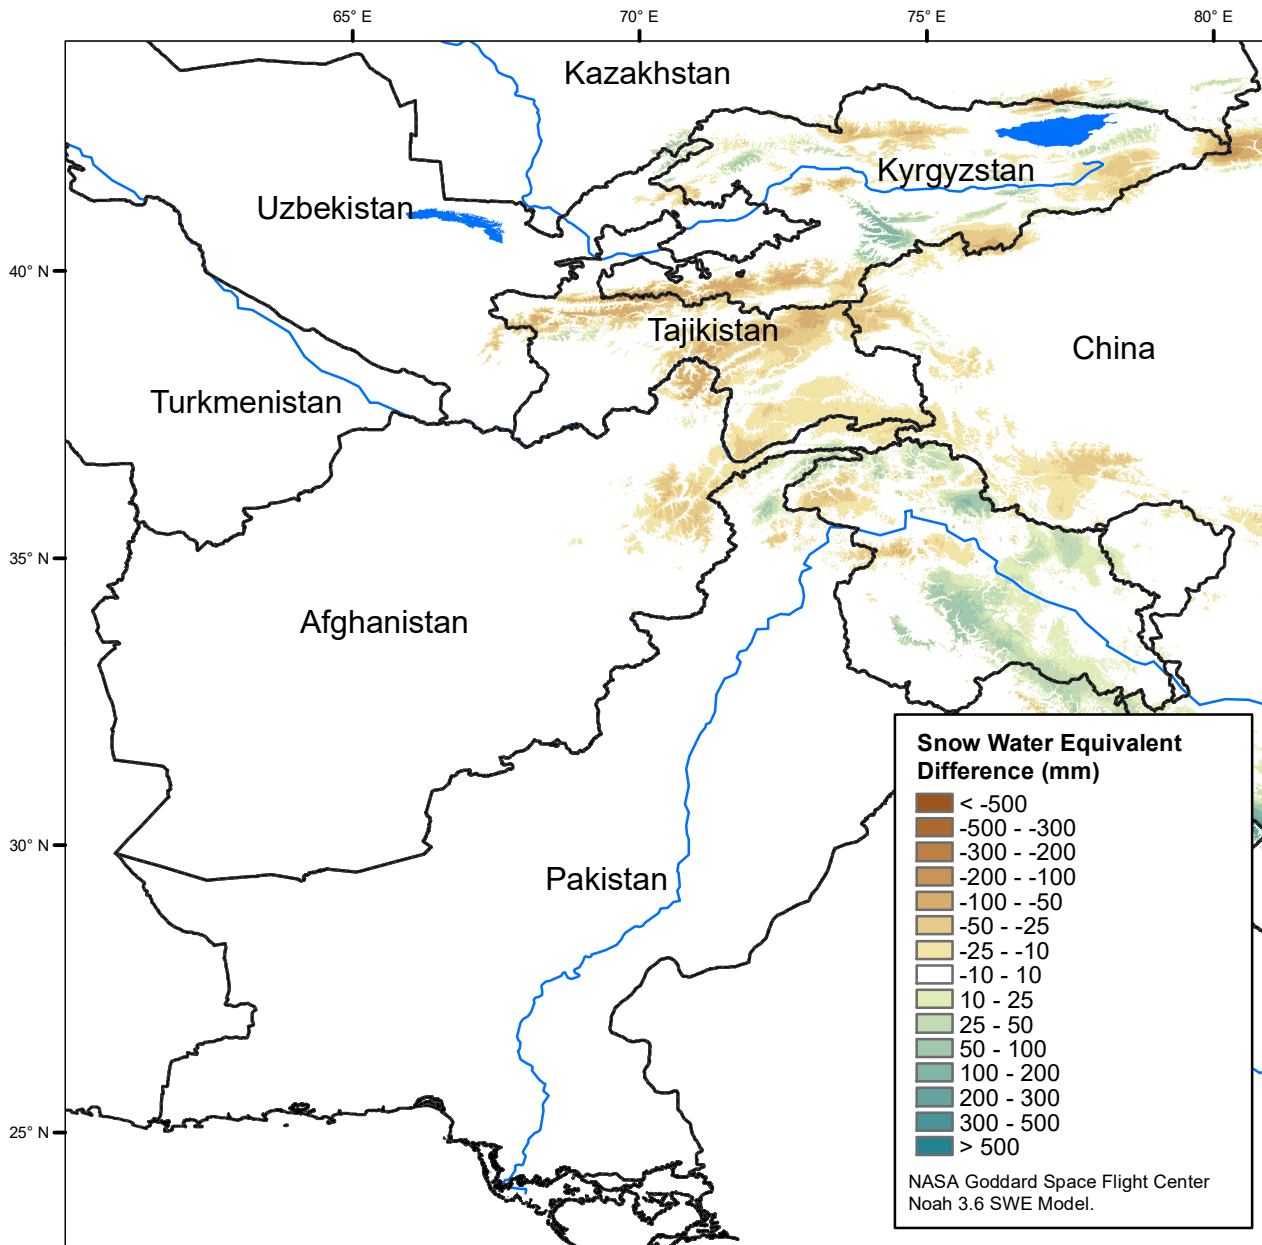 65° E
70° E
75° E
80° E
Kazakhstan
Kyrgyzstan
Uzbekistan
40° N
Tajikistan
China
Turkmenistan
35° N
Afghanistan
Snow Water Equivalent
Difference (mm)
< -500
-500 - -300
-300 - -200
-200 - -100
-100 - -50
-50 - -25
-25 - -10
-10 - 10
10 - 25
25 - 50
50 - 100
100 - 200
200 - 300
300 - 500
> 500
NASA Goddard Space Flight Center
Noah 3.6 SWE Model.
30° N
Pakistan
25° N